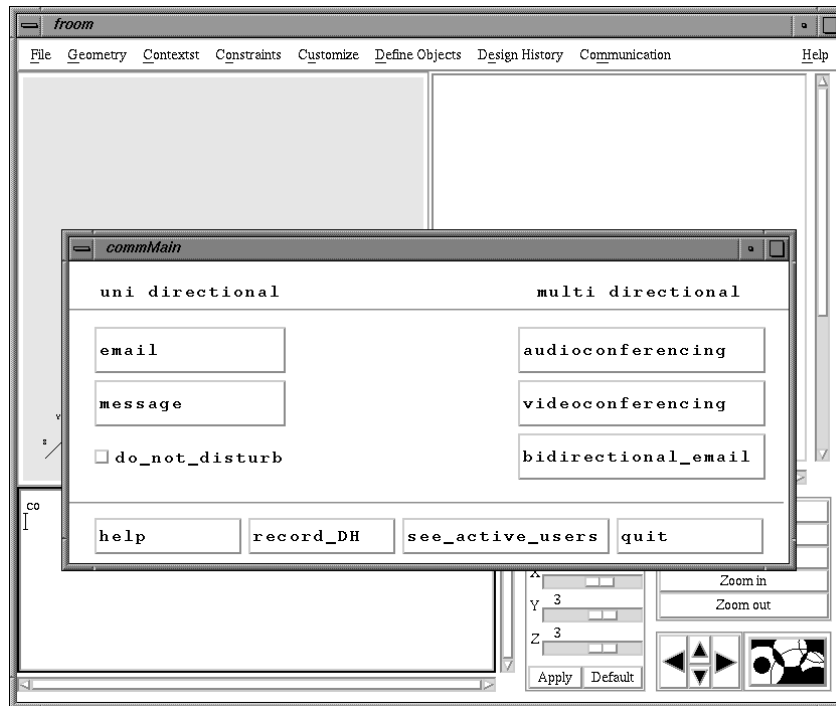 froom
File Geometry Contextst Constraints Customize Define Objects Design History Communication Help
commMain
uni directional multi directional
email audioconferencing
message videoconferencing
do_not_disturb bidirectional_email
help record_DH see_active_users quit
co
X
Zoom in
Y 3
Zoom out
Z 3
Apply Default